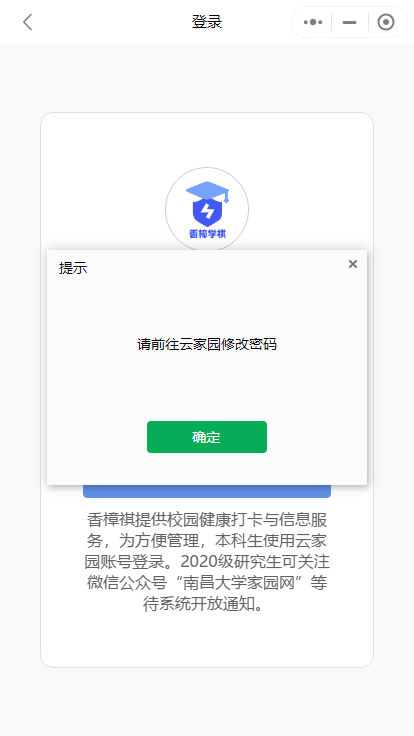 登录
香樟学祺
提示
×
请前往云家园修改密码
确定
香樟祺提供校园健康打卡与信息服
务，为方便管理，本科生使用云家
园账号登录。2020级研究生可关注
微信公众号“南昌大学家园网”等
待系统开放通知。